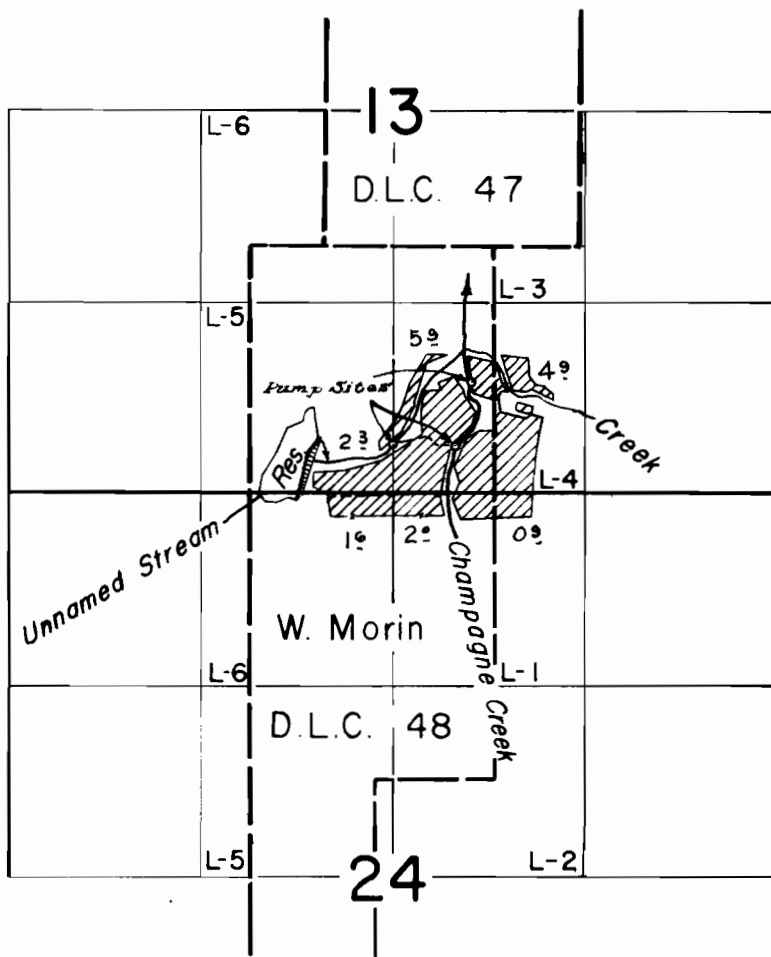 13
L-6
D.L.C. 47
L-3
L-5
5.9
4.9
Pump Sites
2.3
Creek
Res.
L-4
1.6
2.0
0.9
Unnamed Stream
Champagne Creek
W. Morin
L-6
L-1
D.L.C. 48
L-5
24
L-2